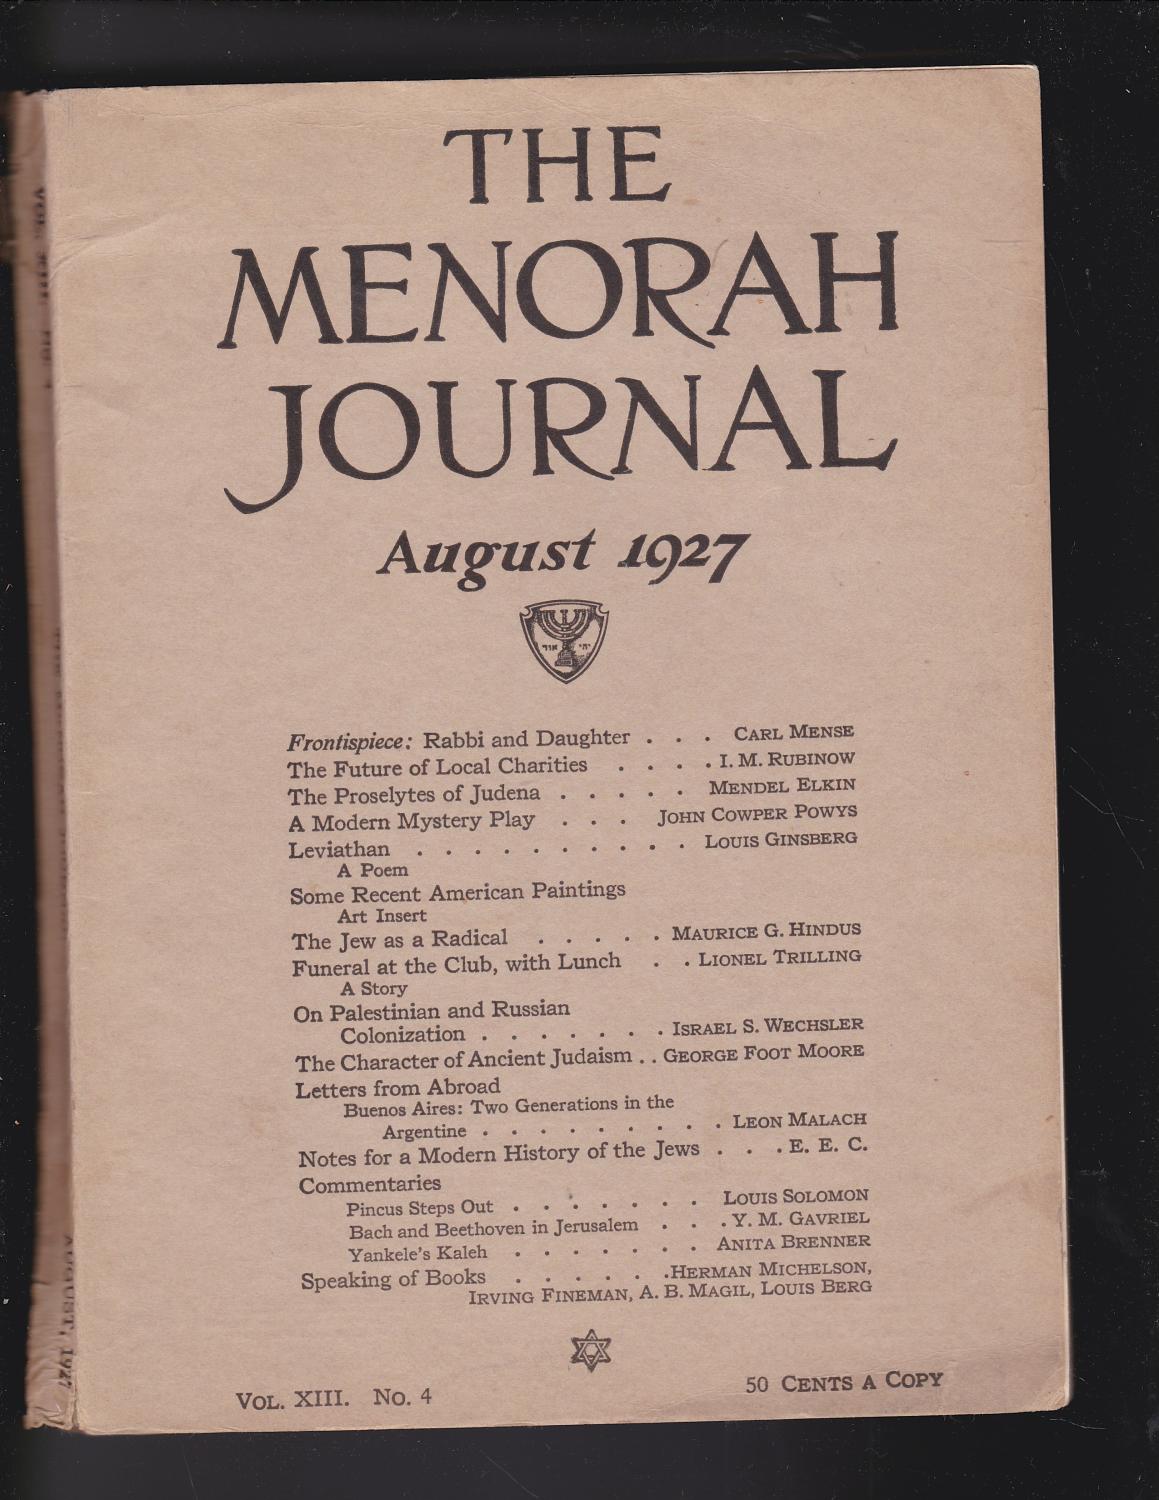 THE
MENORAH
JOURNAL
August 1927
יהי אור
Frontispiece: Rabbi and Daughter . . . CARL MENSE
The Future of Local Charities . . . . I. M. RUBINOW
The Proselytes of Judena . . . . . MENDEL ELKIN
A Modern Mystery Play . . . JOHN COWPER POWYS
Leviathan . . . . . . . . . . LOUIS GINSBERG
A Poem
Some Recent American Paintings
Art Insert
The Jew as a Radical . . . . . MAURICE G. HINDUS
Funeral at the Club, with Lunch . . LIONEL TRILLING
A Story
On Palestinian and Russian
Colonization . . . . . . . ISRAEL S. WECHSLER
The Character of Ancient Judaism . . GEORGE FOOT MOORE
Letters from Abroad
Buenos Aires: Two Generations in the
Argentine . . . . . . . . . LEON MALACH
Notes for a Modern History of the Jews . . . E. E. C.
Commentaries
Pincus Steps Out . . . . . . . LOUIS SOLOMON
Bach and Beethoven in Jerusalem . . . Y. M. GAVRIEL
Yankele's Kaleh . . . . . . . ANITA BRENNER
Speaking of Books . . . . . . HERMAN MICHELSON,
IRVING FINEMAN, A. B. MAGIL, LOUIS BERG
VOL. XIII. NO. 4
50 CENTS A COPY
AUGUST, 1927